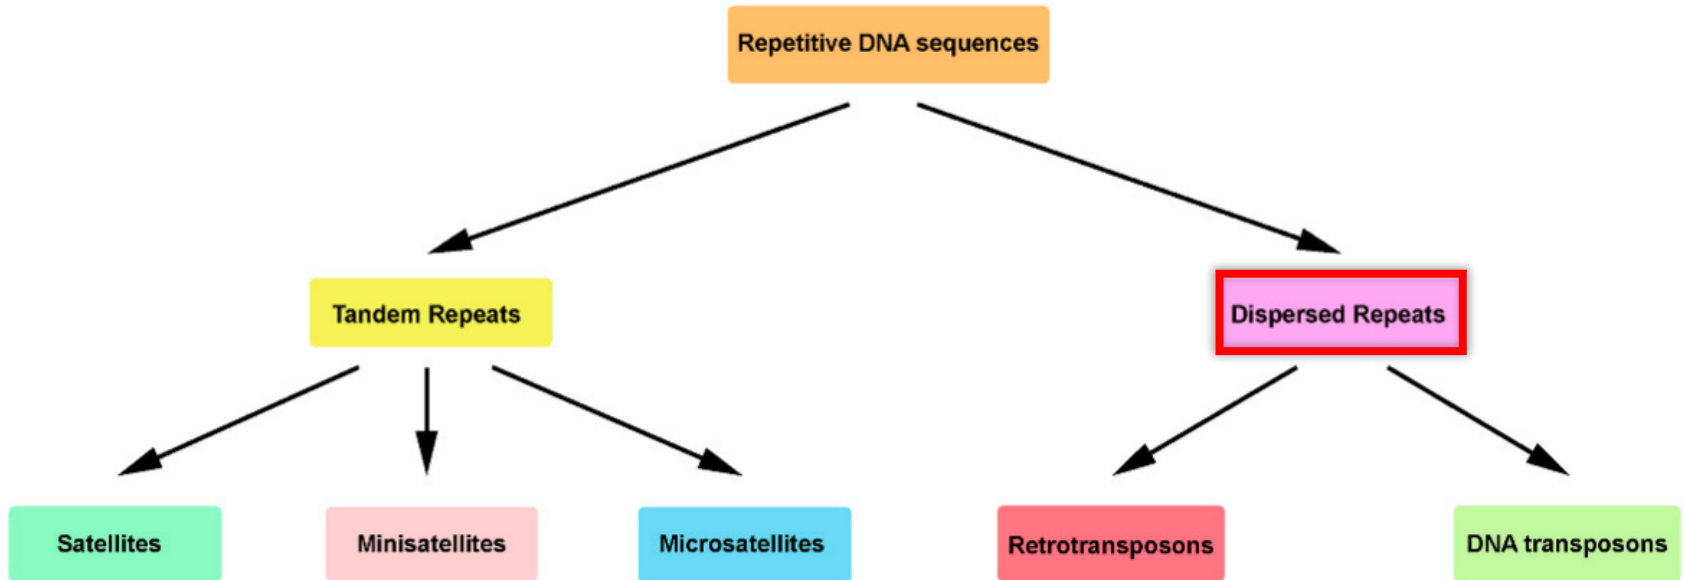 Repetitive DNA sequences
Tandem Repeats
Dispersed Repeats
Satellites
Minisatellites
Microsatellites
Retrotransposons
DNA transposons